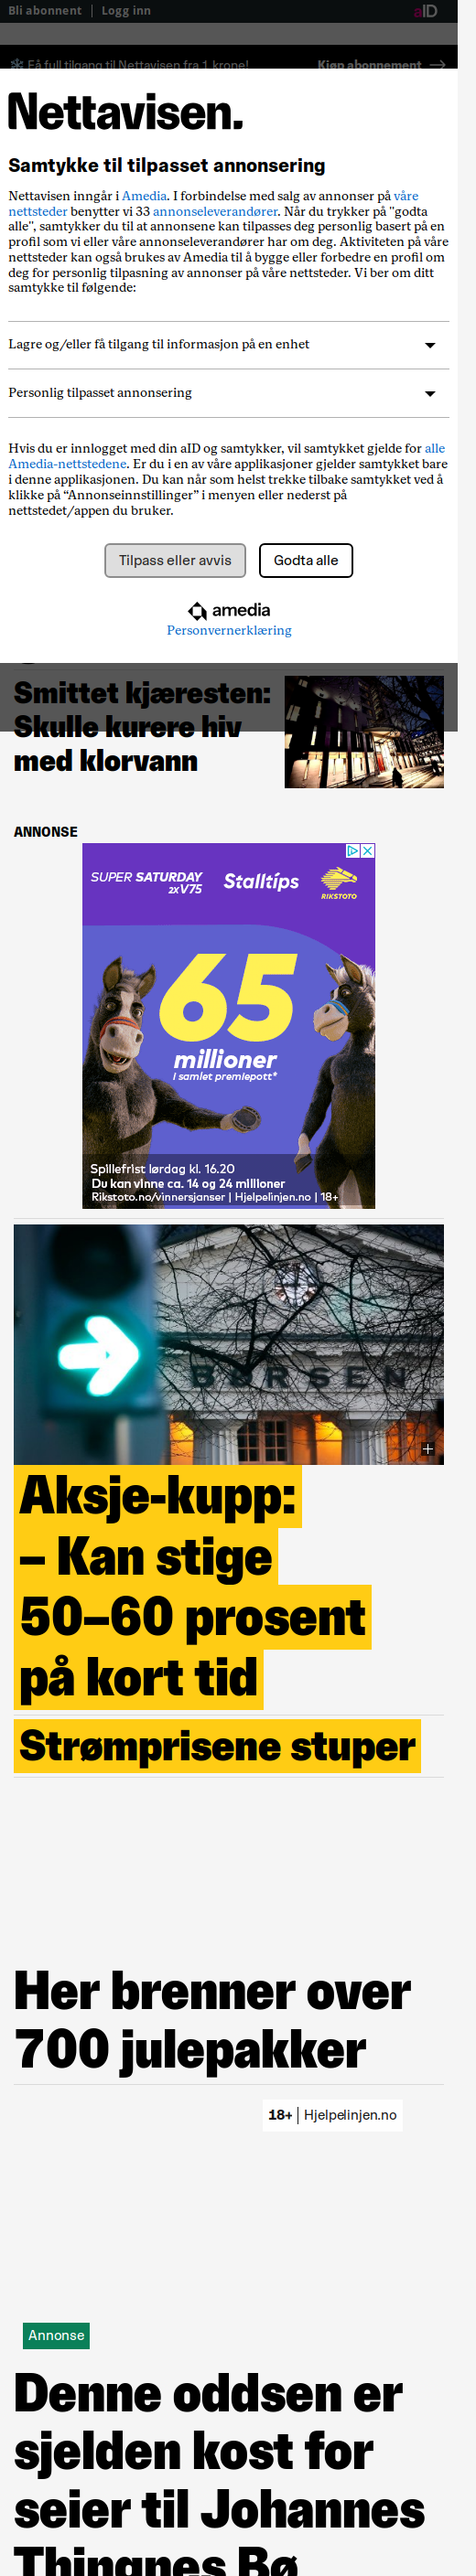 Bli abonnent | Logg inn
aID
Få full tilgang til Nettavisen fra 1 krone! Kjøp abonnement
Nettavisen.
Samtykke til tilpasset annonsering
Nettavisen inngår i Amedia. I forbindelse med salg av annonser på våre
nettsteder benytter vi 33 annonseleverandører. Når du trykker på "godta
alle", samtykker du til at annonsene kan tilpasses deg personlig basert på en
profil som vi eller våre annonseleverandører har om deg. Aktiviteten på våre
nettsteder kan også brukes av Amedia til å bygge eller forbedre en profil om
deg for personlig tilpasning av annonser på våre nettsteder. Vi ber om ditt
samtykke til følgende:
Lagre og/eller få tilgang til informasjon på en enhet
Personlig tilpasset annonsering
Hvis du er innlogget med din aID og samtykker, vil samtykket gjelde for alle
Amedia-nettstedene. Er du i en av våre applikasjoner gjelder samtykket bare
i denne applikasjonen. Du kan når som helst trekke tilbake samtykket ved å
klikke på “Annonseinnstillinger” i menyen eller nederst på
nettstedet/appen du bruker.
Tilpass eller avvis
Godta alle
amedia
Personvernerklæring
Smittet kjæresten:
Skulle kurere hiv
med klorvann
ANNONSE
SUPER SATURDAY
2xV75
Stalltips
RIKSTOTO
65
millioner
i samlet premiepott*
Spillefrist lørdag kl. 16.20
Du kan vinne ca. 14 og 24 millioner
Rikstoto.no/vinnersjanser | Hjelpelinjen.no | 18+
BØRSEN
Aksje-kupp:
– Kan stige
50–60 prosent
på kort tid
Strømprisene stuper
Her brenner over
700 julepakker
18+ | Hjelpelinjen.no
Annonse
Denne oddsen er
sjelden kost for
seier til Johannes
Thingnes Bø